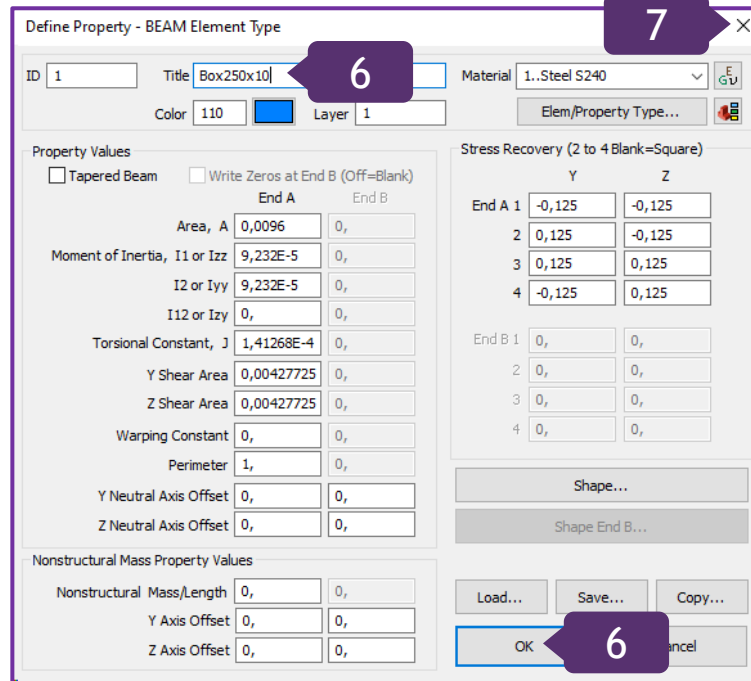 Define Property - BEAM Element Type
7
ID 1 Title Box250x10 6 Material 1..Steel S240
Color 110 Layer 1 Elem/Property Type...
Property Values
Tapered Beam Write Zeros at End B (Off=Blank)
End A End B
Area, A 0,0096 0,
Moment of Inertia, I1 or Izz 9,232E-5 0,
I2 or Iyy 9,232E-5 0,
I12 or Izy 0, 0,
Torsional Constant, J 1,41268E-4 0,
Y Shear Area 0,00427725 0,
Z Shear Area 0,00427725 0,
Warping Constant 0, 0,
Perimeter 1, 0,
Y Neutral Axis Offset 0, 0,
Z Neutral Axis Offset 0, 0,
Nonstructural Mass Property Values
Nonstructural Mass/Length 0, 0,
Y Axis Offset 0, 0,
Z Axis Offset 0, 0,
Stress Recovery (2 to 4 Blank=Square)
Y Z
End A 1 -0,125 -0,125
2 0,125 -0,125
3 0,125 0,125
4 -0,125 0,125
End B 1 0, 0,
2 0, 0,
3 0, 0,
4 0, 0,
Shape...
Shape End B...
Load... Save... Copy...
OK 6 ncel